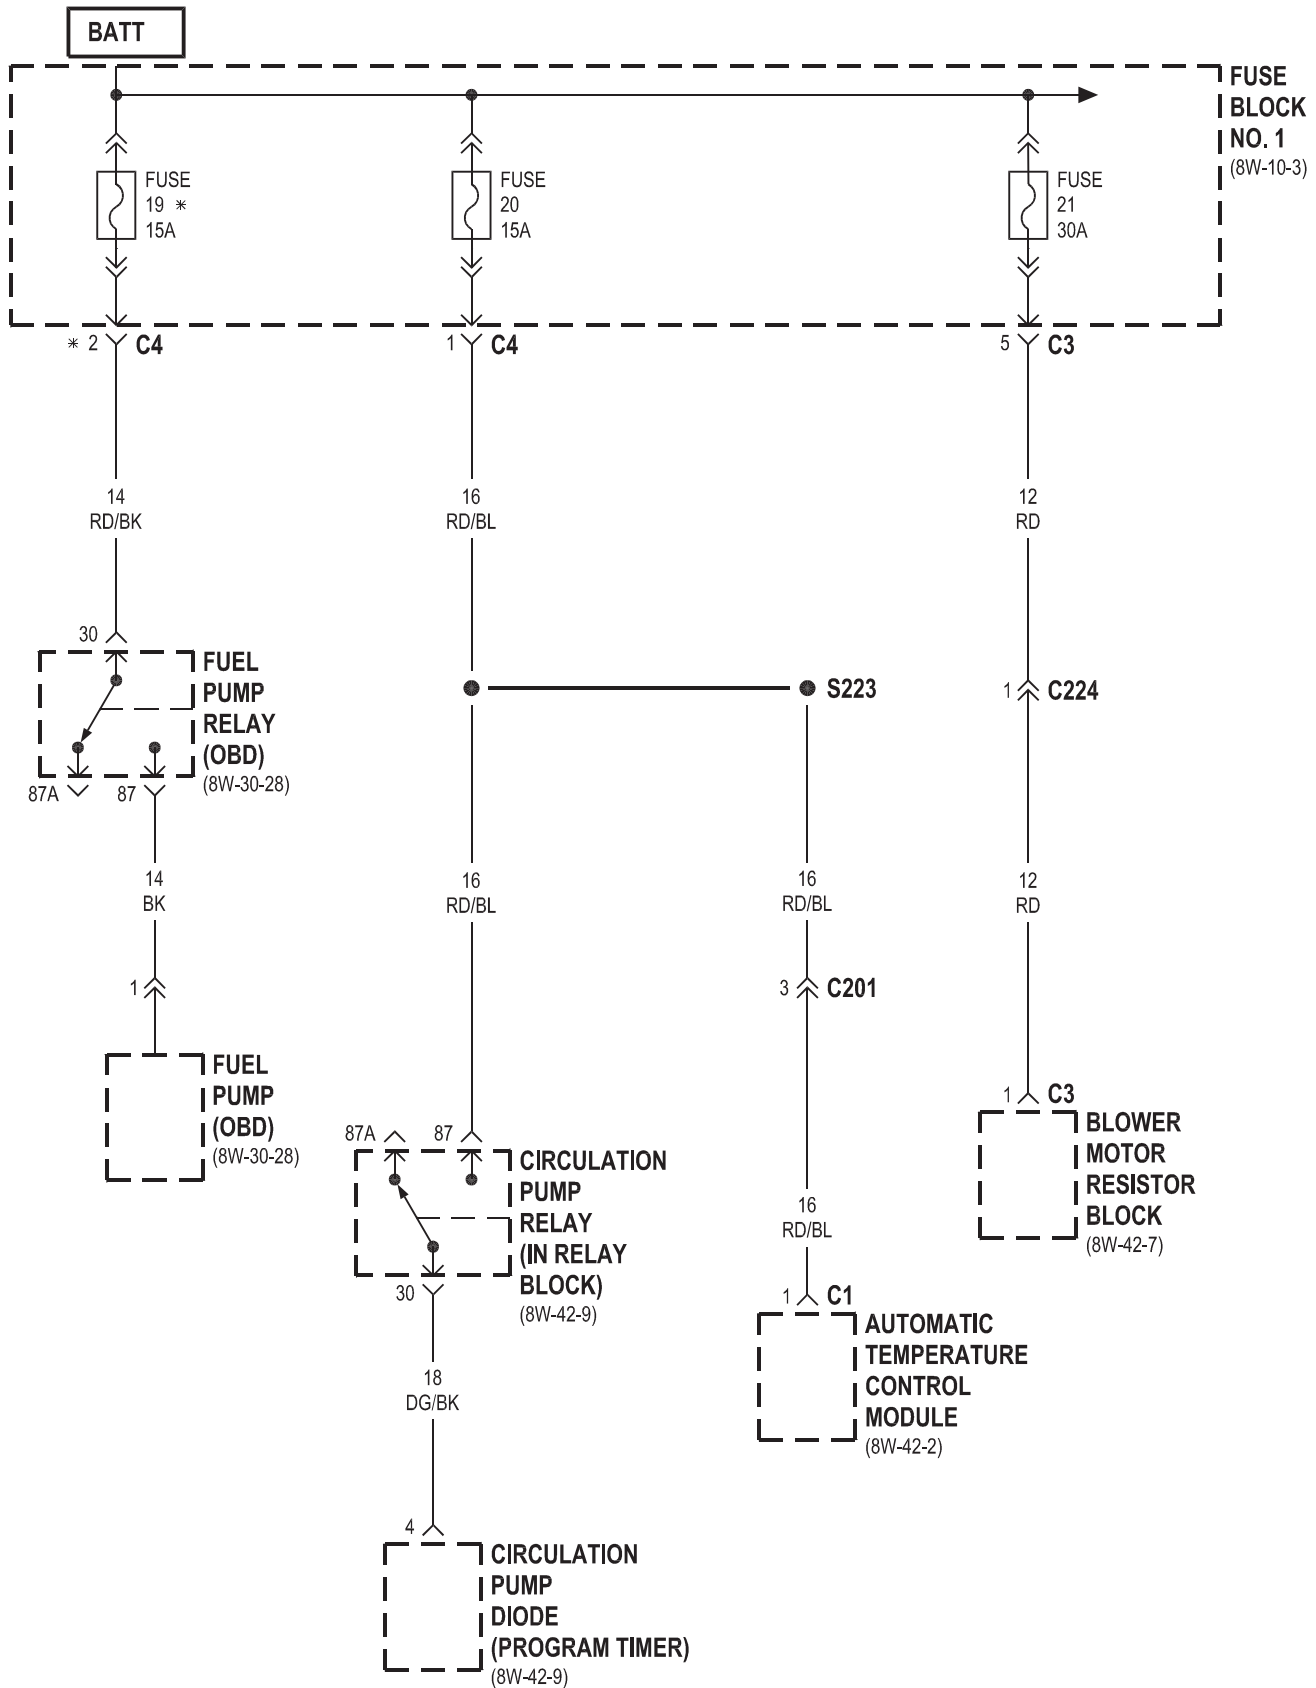 BATT
FUSE
BLOCK
NO. 1
(8W-10-3)
FUSE
19 *
15A
FUSE
20
15A
FUSE
21
30A
* 2 C4
1 C4
5 C3
14
RD/BK
16
RD/BL
12
RD
30
FUEL
PUMP
RELAY
(OBD)
(8W-30-28)
87A 87
S223
1 C224
14
BK
16
RD/BL
16
RD/BL
12
RD
1
3 C201
FUEL
PUMP
(OBD)
(8W-30-28)
1 C3
BLOWER
MOTOR
RESISTOR
BLOCK
(8W-42-7)
87A 87
CIRCULATION
PUMP
RELAY
(IN RELAY
BLOCK)
(8W-42-9)
30
16
RD/BL
1 C1
AUTOMATIC
TEMPERATURE
CONTROL
MODULE
(8W-42-2)
18
DG/BK
4
CIRCULATION
PUMP
DIODE
(PROGRAM TIMER)
(8W-42-9)